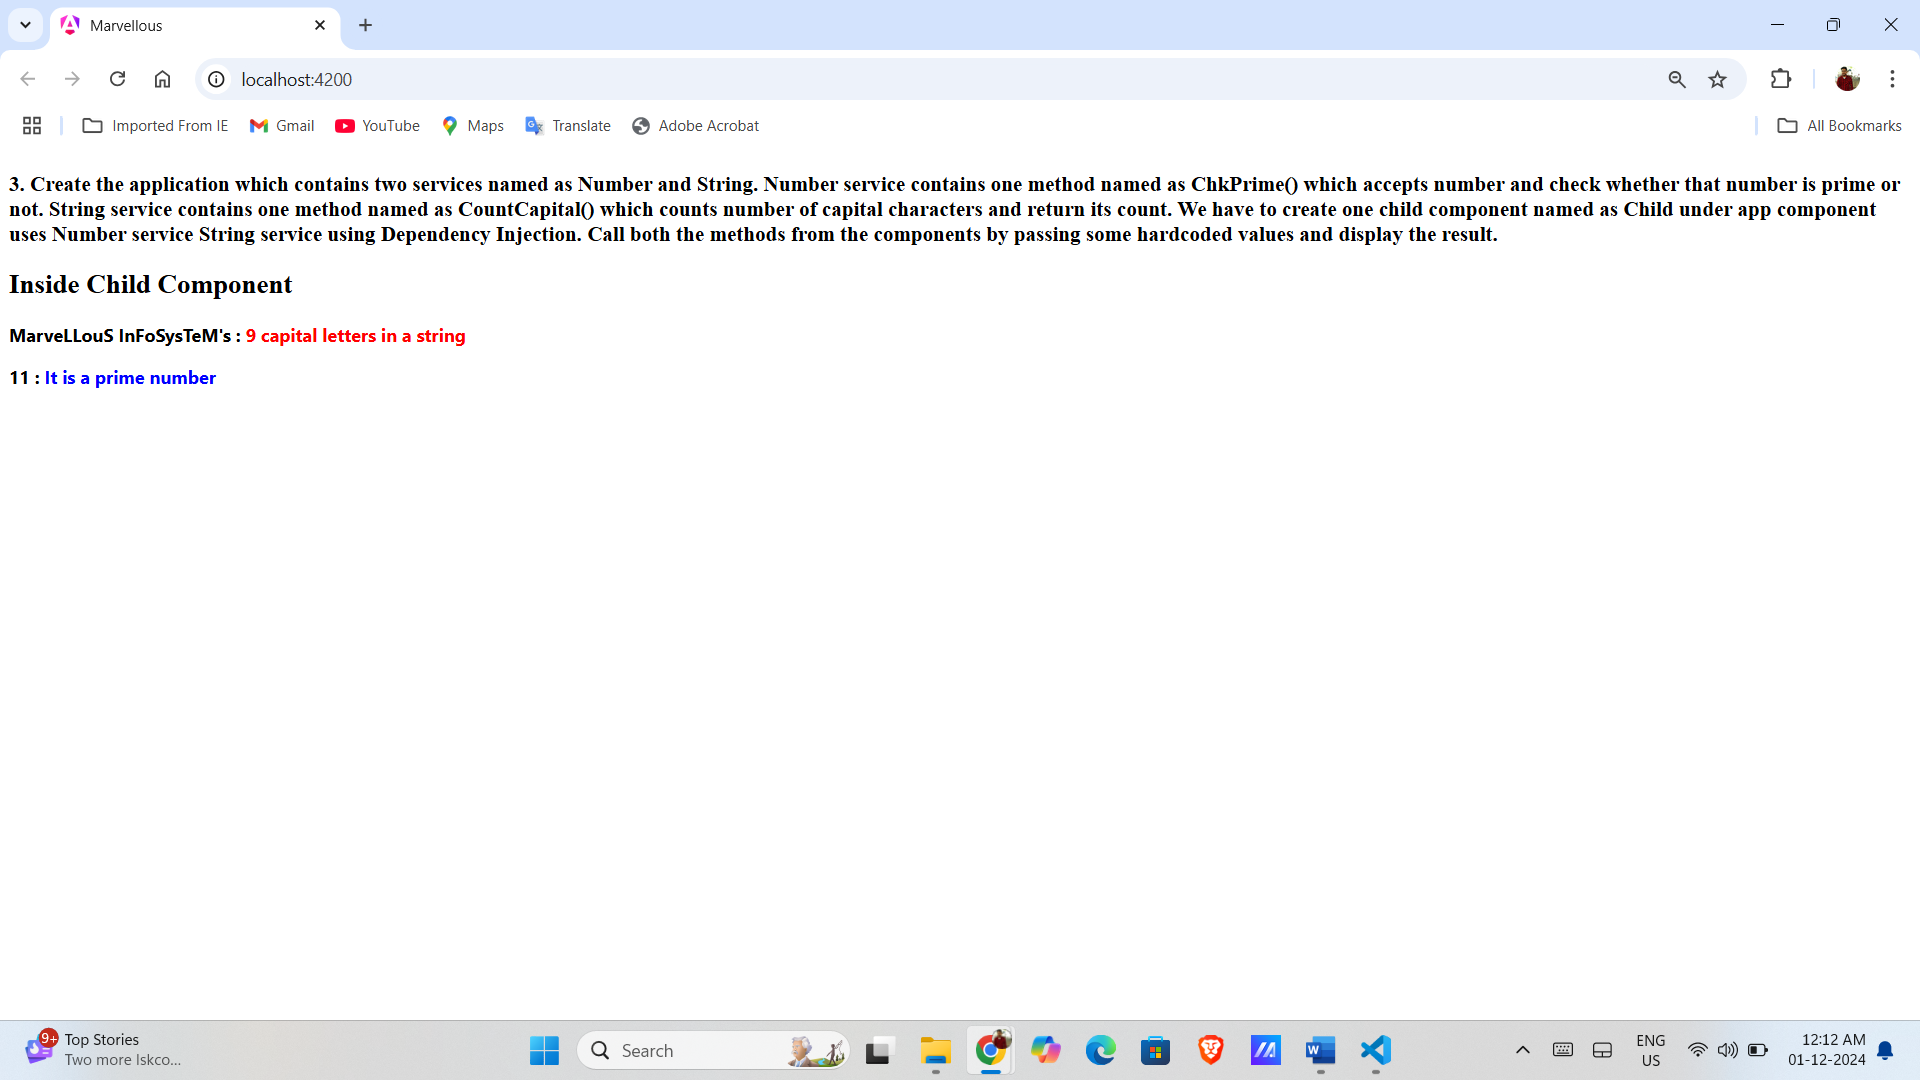 Marvellous
localhost:4200
Imported From IE
Gmail
YouTube
Maps
Translate
Adobe Acrobat
All Bookmarks
3. Create the application which contains two services named as Number and String. Number service contains one method named as ChkPrime() which accepts number and check whether that number is prime or
not. String service contains one method named as CountCapital() which counts number of capital characters and return its count. We have to create one child component named as Child under app component
uses Number service String service using Dependency Injection. Call both the methods from the components by passing some hardcoded values and display the result.
Inside Child Component
MarveLLouS InFoSysTeM's : 9 capital letters in a string
11 : It is a prime number
9+
Top Stories
Two more Iskco...
Search
ENG
US
12:12 AM
01-12-2024